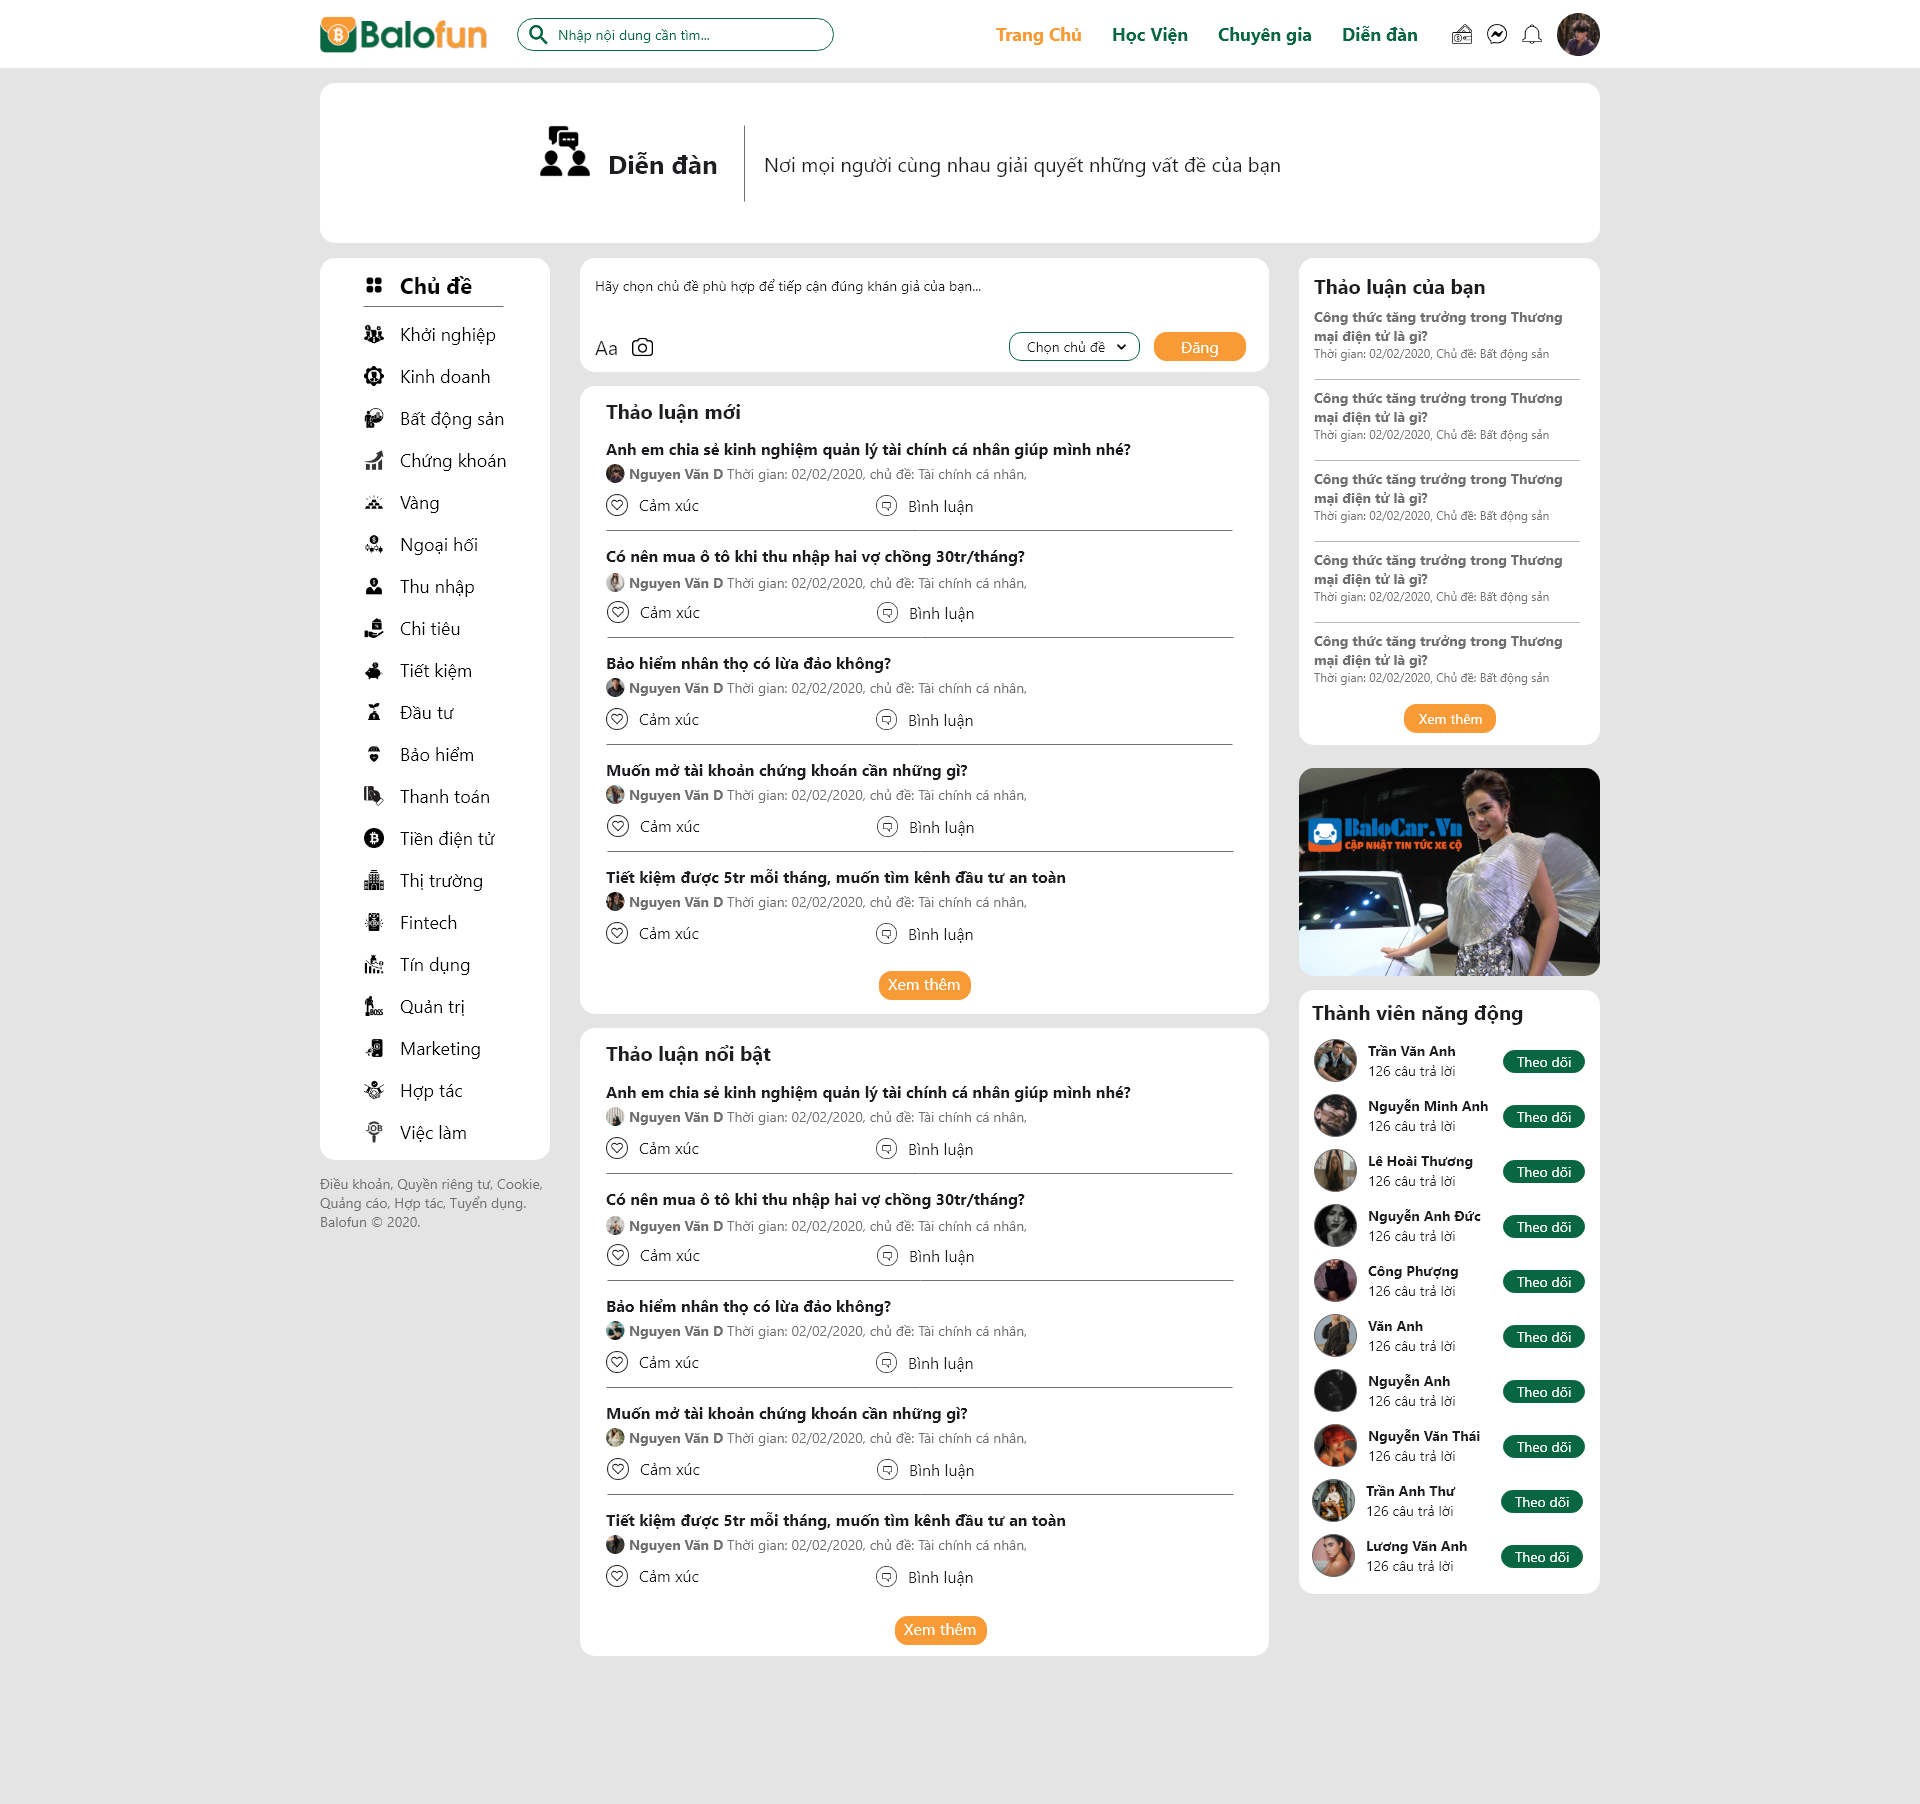 Balofun
Nhập nội dung cần tìm...
Trang Chủ
Học Viện
Chuyên gia
Diễn đàn
Diễn đàn
Nơi mọi người cùng nhau giải quyết những vất đề của bạn
Chủ đề
Khởi nghiệp
Kinh doanh
Bất động sản
Chứng khoán
Vàng
Ngoại hối
Thu nhập
Chi tiêu
Tiết kiệm
Đầu tư
Bảo hiểm
Thanh toán
Tiền điện tử
Thị trường
Fintech
Tín dụng
Quản trị
Marketing
Hợp tác
Việc làm
Điều khoản, Quyền riêng tư, Cookie,
Quảng cáo, Hợp tác, Tuyển dụng.
Balofun © 2020.
Hãy chọn chủ đề phù hợp để tiếp cận đúng khán giả của bạn...
Aa
Chọn chủ đề
Đăng
Thảo luận mới
Anh em chia sẻ kinh nghiệm quản lý tài chính cá nhân giúp mình nhé?
Nguyen Văn D Thời gian: 02/02/2020, chủ đề: Tài chính cá nhân,
Cảm xúc
Bình luận
Có nên mua ô tô khi thu nhập hai vợ chồng 30tr/tháng?
Nguyen Văn D Thời gian: 02/02/2020, chủ đề: Tài chính cá nhân,
Cảm xúc
Bình luận
Bảo hiểm nhân thọ có lừa đảo không?
Nguyen Văn D Thời gian: 02/02/2020, chủ đề: Tài chính cá nhân,
Cảm xúc
Bình luận
Muốn mở tài khoản chứng khoán cần những gì?
Nguyen Văn D Thời gian: 02/02/2020, chủ đề: Tài chính cá nhân,
Cảm xúc
Bình luận
Tiết kiệm được 5tr mỗi tháng, muốn tìm kênh đầu tư an toàn
Nguyen Văn D Thời gian: 02/02/2020, chủ đề: Tài chính cá nhân,
Cảm xúc
Bình luận
Xem thêm
Thảo luận nổi bật
Anh em chia sẻ kinh nghiệm quản lý tài chính cá nhân giúp mình nhé?
Nguyen Văn D Thời gian: 02/02/2020, chủ đề: Tài chính cá nhân,
Cảm xúc
Bình luận
Có nên mua ô tô khi thu nhập hai vợ chồng 30tr/tháng?
Nguyen Văn D Thời gian: 02/02/2020, chủ đề: Tài chính cá nhân,
Cảm xúc
Bình luận
Bảo hiểm nhân thọ có lừa đảo không?
Nguyen Văn D Thời gian: 02/02/2020, chủ đề: Tài chính cá nhân,
Cảm xúc
Bình luận
Muốn mở tài khoản chứng khoán cần những gì?
Nguyen Văn D Thời gian: 02/02/2020, chủ đề: Tài chính cá nhân,
Cảm xúc
Bình luận
Tiết kiệm được 5tr mỗi tháng, muốn tìm kênh đầu tư an toàn
Nguyen Văn D Thời gian: 02/02/2020, chủ đề: Tài chính cá nhân,
Cảm xúc
Bình luận
Xem thêm
Thảo luận của bạn
Công thức tăng trưởng trong Thương
mại điện tử là gì?
Thời gian: 02/02/2020, Chủ đề: Bất động sản
Công thức tăng trưởng trong Thương
mại điện tử là gì?
Thời gian: 02/02/2020, Chủ đề: Bất động sản
Công thức tăng trưởng trong Thương
mại điện tử là gì?
Thời gian: 02/02/2020, Chủ đề: Bất động sản
Công thức tăng trưởng trong Thương
mại điện tử là gì?
Thời gian: 02/02/2020, Chủ đề: Bất động sản
Công thức tăng trưởng trong Thương
mại điện tử là gì?
Thời gian: 02/02/2020, Chủ đề: Bất động sản
Xem thêm
BaloCar.Vn
CẬP NHẬT TIN TỨC XE CỘ
Thành viên năng động
Trần Văn Anh
126 câu trả lời
Theo dõi
Nguyễn Minh Anh
126 câu trả lời
Theo dõi
Lê Hoài Thương
126 câu trả lời
Theo dõi
Nguyễn Anh Đức
126 câu trả lời
Theo dõi
Công Phượng
126 câu trả lời
Theo dõi
Văn Anh
126 câu trả lời
Theo dõi
Nguyễn Anh
126 câu trả lời
Theo dõi
Nguyễn Văn Thái
126 câu trả lời
Theo dõi
Trần Anh Thư
126 câu trả lời
Theo dõi
Lương Văn Anh
126 câu trả lời
Theo dõi